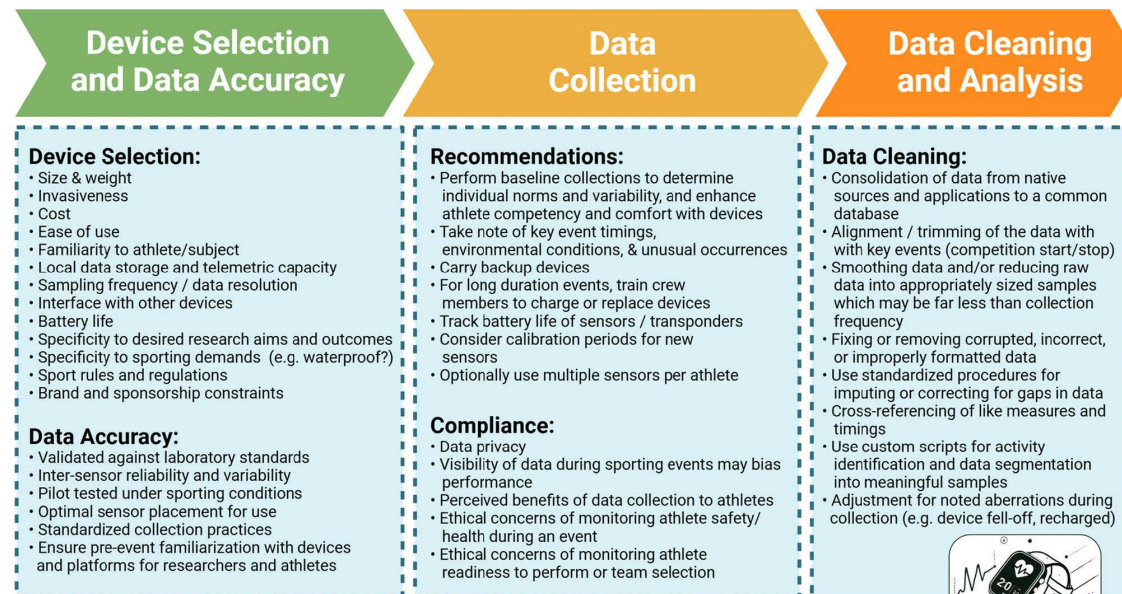 Device Selection
and Data Accuracy
Data
Collection
Data Cleaning
and Analysis
Device Selection:
• Size & weight
• Invasiveness
• Cost
• Ease of use
• Familiarity to athlete/subject
• Local data storage and telemetric capacity
• Sampling frequency / data resolution
• Interface with other devices
• Battery life
• Specificity to desired research aims and outcomes
• Specificity to sporting demands (e.g. waterproof?)
• Sport rules and regulations
• Brand and sponsorship constraints
Data Accuracy:
• Validated against laboratory standards
• Inter-sensor reliability and variability
• Pilot tested under sporting conditions
• Optimal sensor placement for use
• Standardized collection practices
• Ensure pre-event familiarization with devices
and platforms for researchers and athletes
Recommendations:
• Perform baseline collections to determine
individual norms and variability, and enhance
athlete competency and comfort with devices
• Take note of key event timings,
environmental conditions, & unusual occurrences
• Carry backup devices
• For long duration events, train crew
members to charge or replace devices
• Track battery life of sensors / transponders
• Consider calibration periods for new
sensors
• Optionally use multiple sensors per athlete
Compliance:
• Data privacy
• Visibility of data during sporting events may bias
performance
• Perceived benefits of data collection to athletes
• Ethical concerns of monitoring athlete safety/
health during an event
• Ethical concerns of monitoring athlete
readiness to perform or team selection
Data Cleaning:
• Consolidation of data from native
sources and applications to a common
database
• Alignment / trimming of the data with
with key events (competition start/stop)
• Smoothing data and/or reducing raw
data into appropriately sized samples
which may be far less than collection
frequency
• Fixing or removing corrupted, incorrect,
or improperly formatted data
• Use standardized procedures for
imputing or correcting for gaps in data
• Cross-referencing of like measures and
timings
• Use custom scripts for activity
identification and data segmentation
into meaningful samples
• Adjustment for noted aberrations during
collection (e.g. device fell-off, recharged)